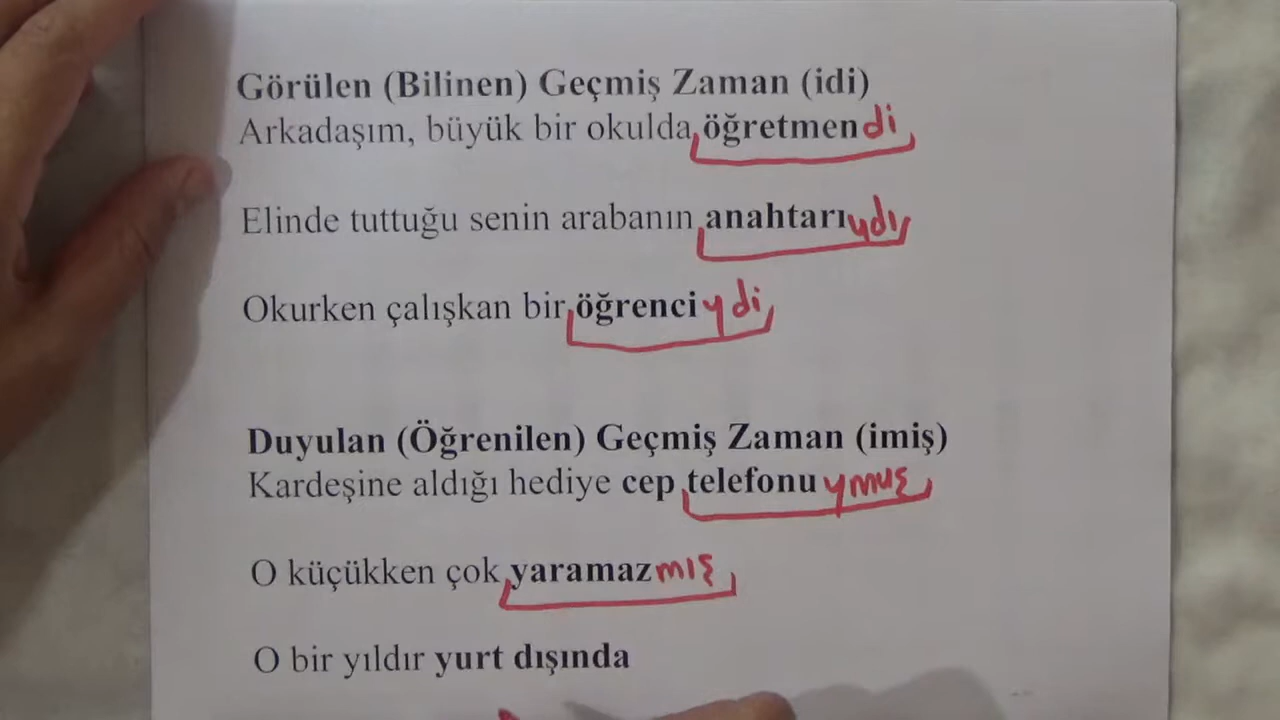 Görülen (Bilinen) Geçmiş Zaman (idi)
Arkadaşım, büyük bir okulda öğretmendi
Elinde tuttuğu senin arabanın anahtarıydı
Okurken çalışkan bir öğrenciydi
Duyulan (Öğrenilen) Geçmiş Zaman (imiş)
Kardeşine aldığı hediye cep telefonuymuş
O küçükken çok yaramazmış
O bir yıldır yurt dışında